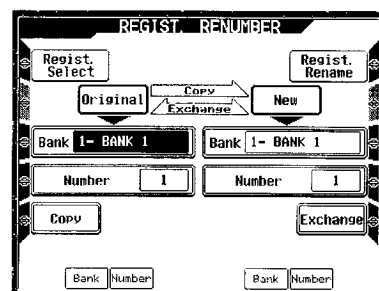 REGIST. RENUMBER
Regist. Select
Regist. Rename
Copy
Exchange
Original
New
Bank 1- BANK 1
Bank 1- BANK 1
Number 1
Number 1
Copy
Exchange
Bank Number
Bank Number